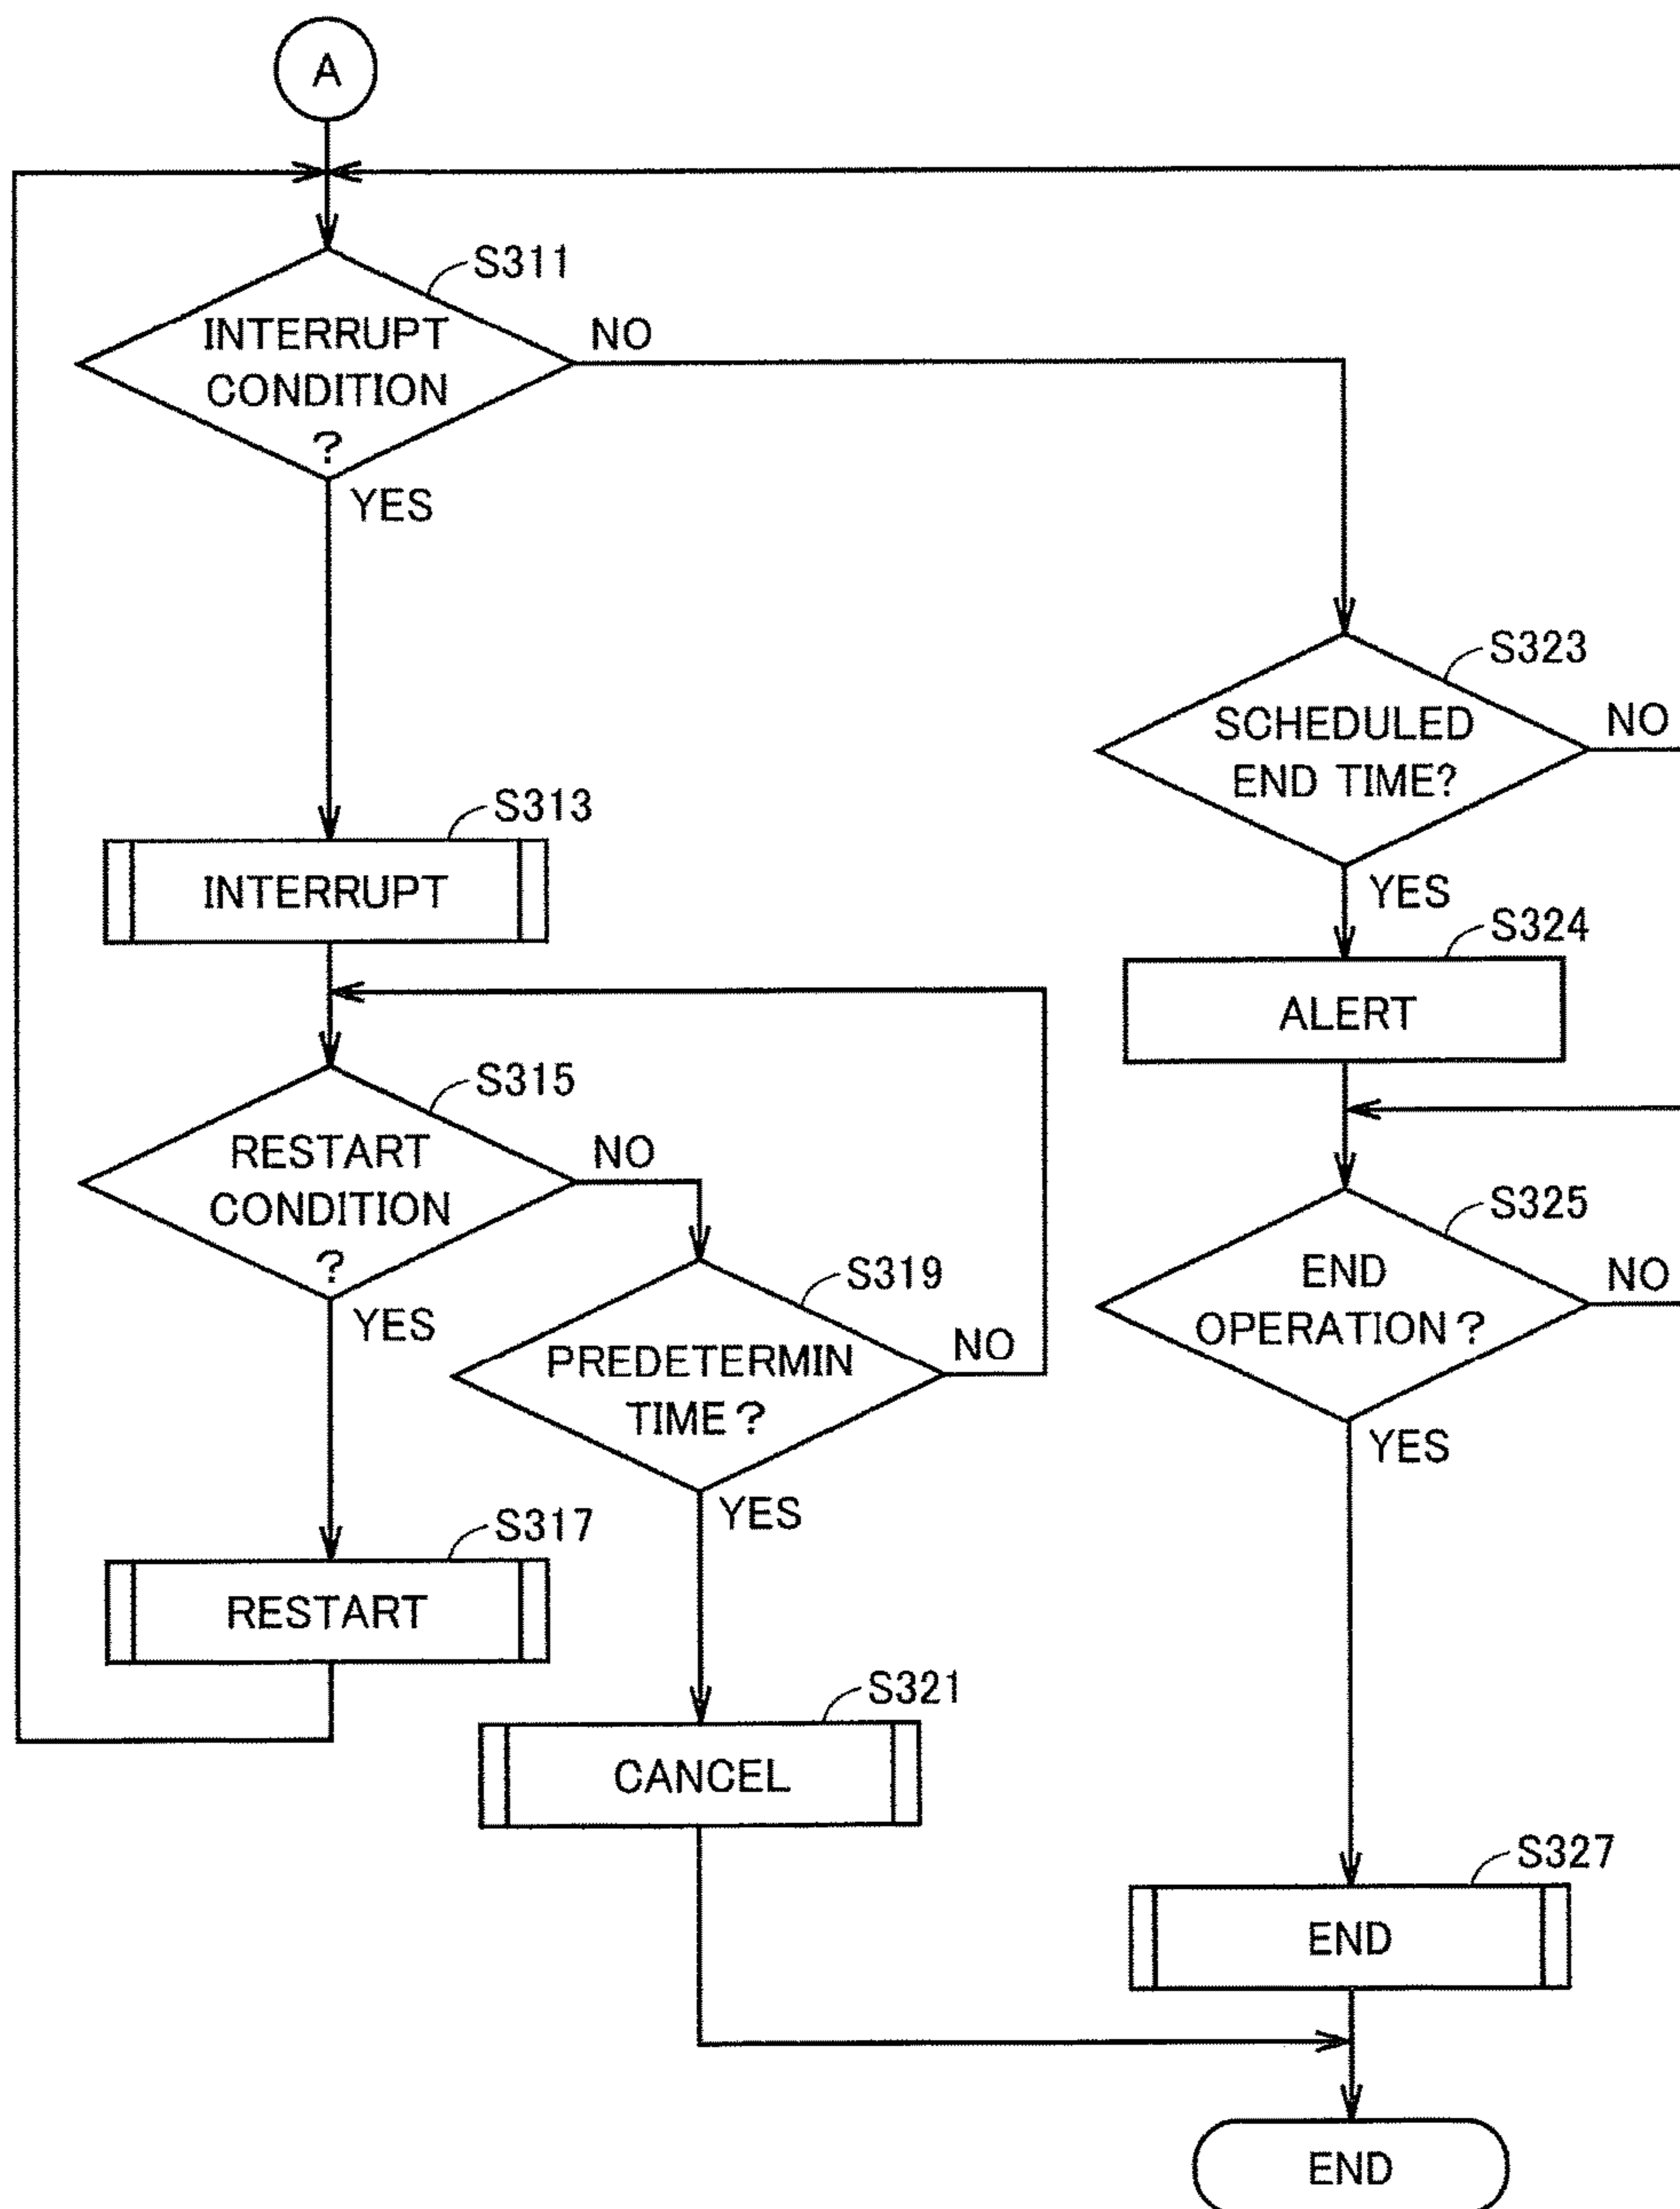 A
S311
INTERRUPT
CONDITION
?
NO
YES
S323
SCHEDULED
END TIME?
NO
YES
S313
INTERRUPT
S324
ALERT
S315
RESTART
CONDITION
?
NO
YES
S319
PREDETERMIN
TIME?
NO
YES
S325
END
OPERATION?
NO
YES
S317
RESTART
S321
CANCEL
S327
END
END